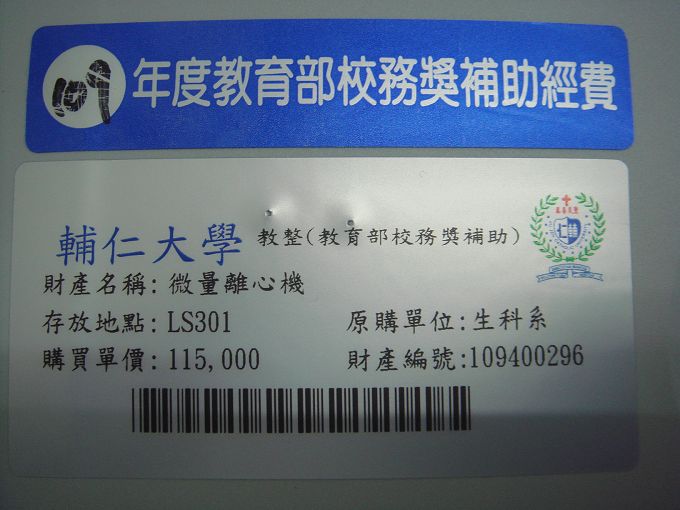 109 年度教育部校務獎補助經費
輔仁大學 教整(教育部校務獎補助)
財產名稱: 微量離心機
存放地點: LS301 原購單位: 生科系
購買單價: 115,000 財產編號:109400296